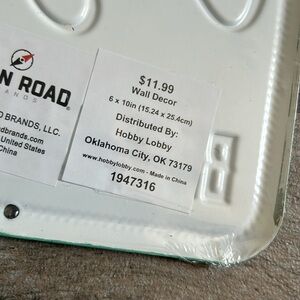 N ROAD
BRANDS
D BRANDS, LLC.
dbrands.com
United States
China
$11.99
Wall Decor
6 x 10in (15.24 x 25.4cm)
Distributed By:
Hobby Lobby
Oklahoma City, OK 73179
www.hobbylobby.com - Made in China
1947316